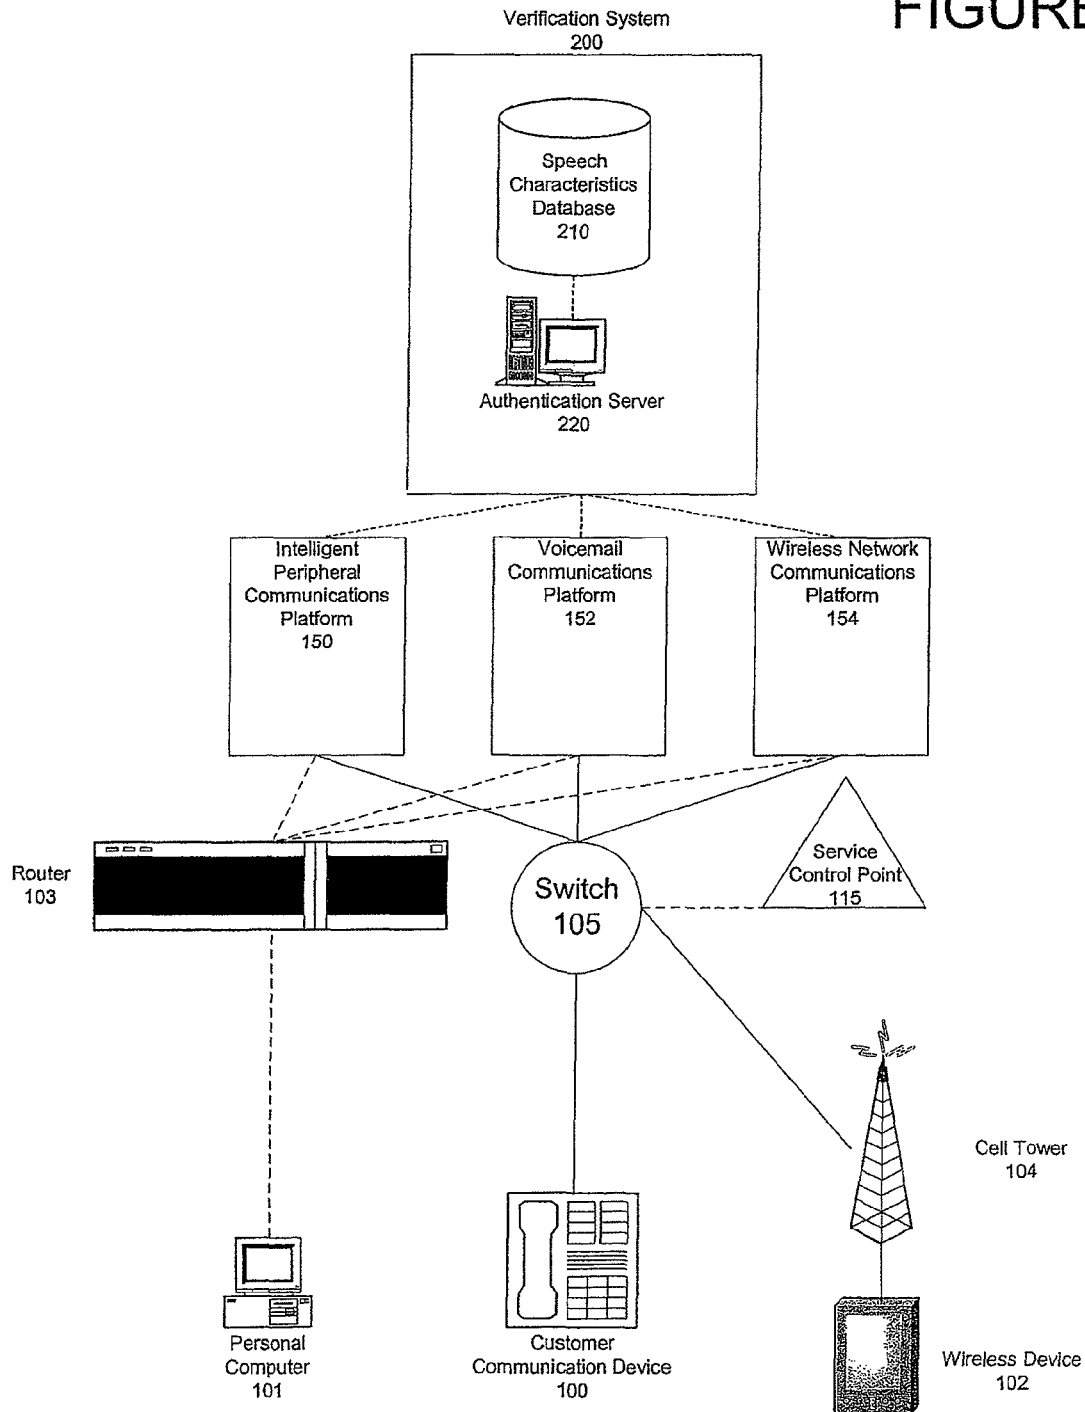 FIGURE
Verification System
200
Speech
Characteristics
Database
210
Authentication Server
220
Intelligent
Peripheral
Communications
Platform
150
Voicemail
Communications
Platform
152
Wireless Network
Communications
Platform
154
Router
103
Switch
105
Service
Control Point
115
Cell Tower
104
Personal
Computer
101
Customer
Communication Device
100
Wireless Device
102